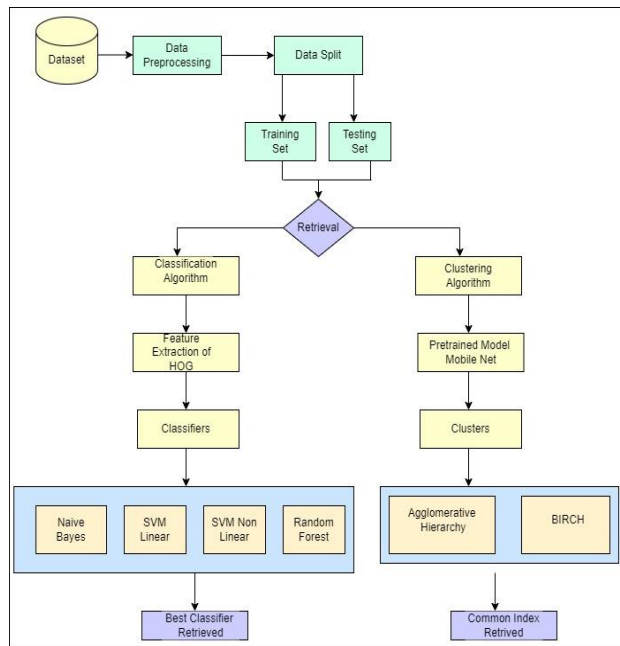 Dataset
Data
Preprocessing
Data Split
Training
Set
Testing
Set
Retrieval
Classification
Algorithm
Clustering
Algorithm
Feature
Extraction of
HOG
Pretrained Model
Mobile Net
Classifiers
Clusters
Naive
Bayes
SVM
Linear
SVM Non
Linear
Random
Forest
Agglomerative
Hierarchy
BIRCH
Best Classifier
Retrieved
Common Index
Retrived